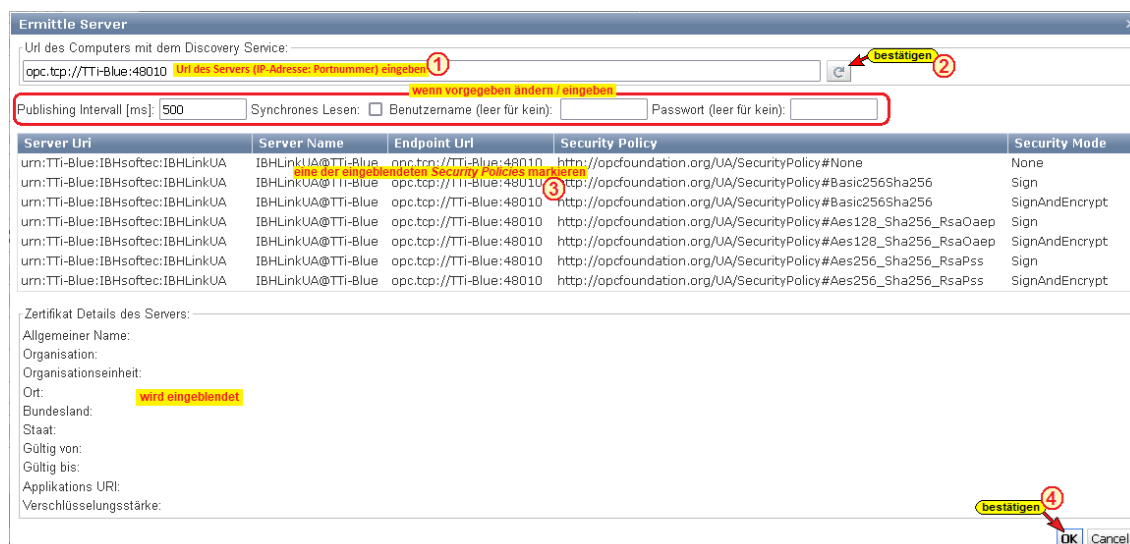 Ermittle Server
Url des Computers mit dem Discovery Service:
bestätigen
opc.tcp://TTi-Blue:48010 Url des Servers (IP-Adresse: Portnummer) eingeben 1 2
wenn vorgegeben ändern / eingeben
Publishing Intervall [ms]: 500 Synchrones Lesen: Benutzername (leer für kein): Passwort (leer für kein):
Server Uri Server Name Endpoint Url Security Policy Security Mode
urn:TTi-Blue:IBHsoftec:IBHLinkUA IBHLinkUA@TTi-Blue opc.tcp://TTi-Blue:48010 http://opcfoundation.org/UA/SecurityPolicy#None None
eine der eingeblendeten Security Policies markieren
urn:TTi-Blue:IBHsoftec:IBHLinkUA IBHLinkUA@TTi-Blue opc.tcp://TTi-Blue:48010 http://opcfoundation.org/UA/SecurityPolicy#Basic256Sha256 Sign
3
urn:TTi-Blue:IBHsoftec:IBHLinkUA IBHLinkUA@TTi-Blue opc.tcp://TTi-Blue:48010 http://opcfoundation.org/UA/SecurityPolicy#Basic256Sha256 SignAndEncrypt
urn:TTi-Blue:IBHsoftec:IBHLinkUA IBHLinkUA@TTi-Blue opc.tcp://TTi-Blue:48010 http://opcfoundation.org/UA/SecurityPolicy#Aes128_Sha256_RsaOaep Sign
urn:TTi-Blue:IBHsoftec:IBHLinkUA IBHLinkUA@TTi-Blue opc.tcp://TTi-Blue:48010 http://opcfoundation.org/UA/SecurityPolicy#Aes128_Sha256_RsaOaep SignAndEncrypt
urn:TTi-Blue:IBHsoftec:IBHLinkUA IBHLinkUA@TTi-Blue opc.tcp://TTi-Blue:48010 http://opcfoundation.org/UA/SecurityPolicy#Aes256_Sha256_RsaPss Sign
urn:TTi-Blue:IBHsoftec:IBHLinkUA IBHLinkUA@TTi-Blue opc.tcp://TTi-Blue:48010 http://opcfoundation.org/UA/SecurityPolicy#Aes256_Sha256_RsaPss SignAndEncrypt
Zertifikat Details des Servers:
Allgemeiner Name:
Organisation:
Organisationseinheit:
Ort:
wird eingeblendet
Bundesland:
Staat:
Gültig von:
Gültig bis:
Applikations URI:
Verschlüsselungsstärke:
bestätigen 4
OK Cancel